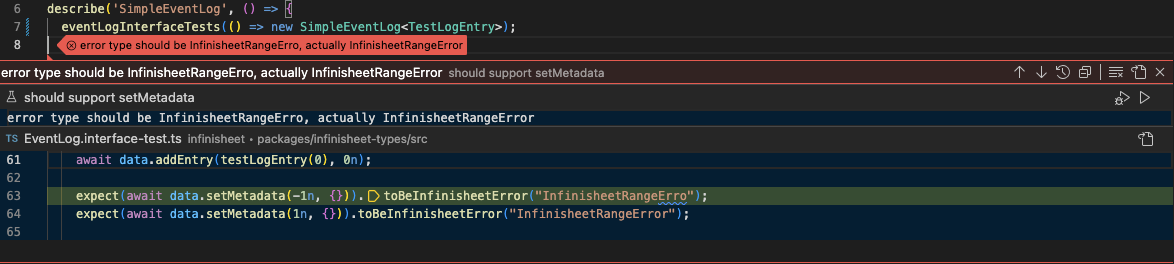 6 describe('SimpleEventLog', () => {
7 eventLogInterfaceTests(() => new SimpleEventLog<TestLogEntry>);
8 error type should be InfinisheetRangeErro, actually InfinisheetRangeError
error type should be InfinisheetRangeErro, actually InfinisheetRangeError should support setMetadata
should support setMetadata
error type should be InfinisheetRangeErro, actually InfinisheetRangeError
TS EventLog.interface-test.ts infinisheet • packages/infinisheet-types/src
61 await data.addEntry(testLogEntry(0), 0n);
62
63 expect(await data.setMetadata(-1n, {})).toBeInfinisheetError("InfinisheetRangeErro");
64 expect(await data.setMetadata(1n, {})).toBeInfinisheetError("InfinisheetRangeError");
65